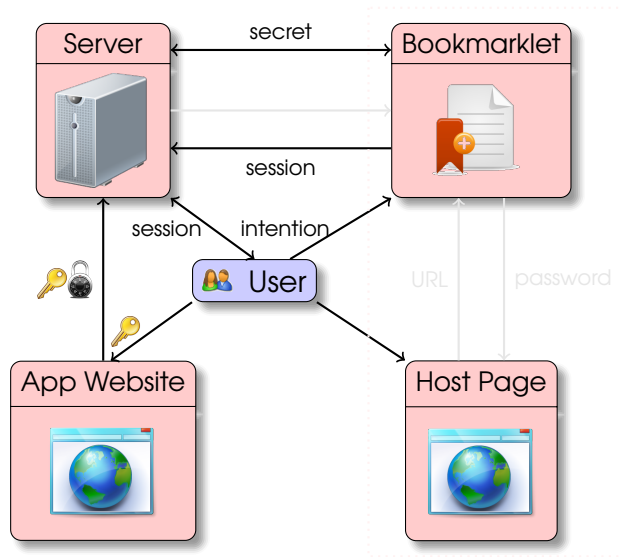 Server
secret
Bookmarklet
session
session
intention
User
URL
password
App Website
Host Page